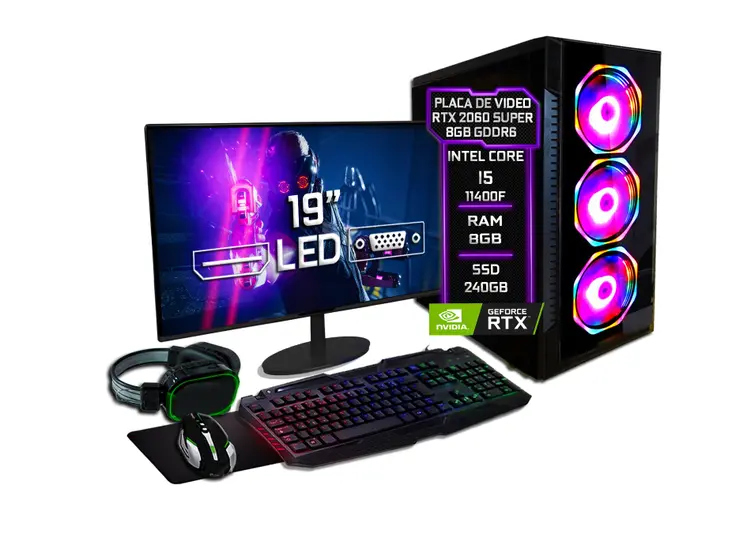 PLACA DE VIDEO
RTX 2060 SUPER
8GB GDDR6
INTEL CORE
I5
11400F
RAM
8GB
SSD
240GB
NVIDIA.
GEFORCE
RTX™
19”
LED